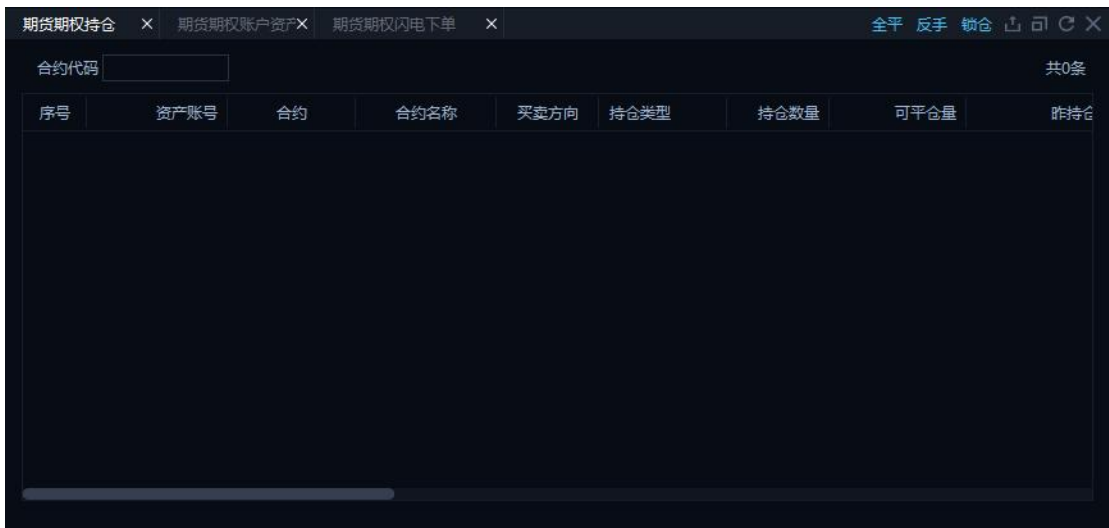 期货期权持仓 期货期权账户资产 期货期权闪电下单 全平 反手 锁仓
合约代码 共0条
序号 资产账号 合约 合约名称 买卖方向 持仓类型 持仓数量 可平仓量 昨持仓